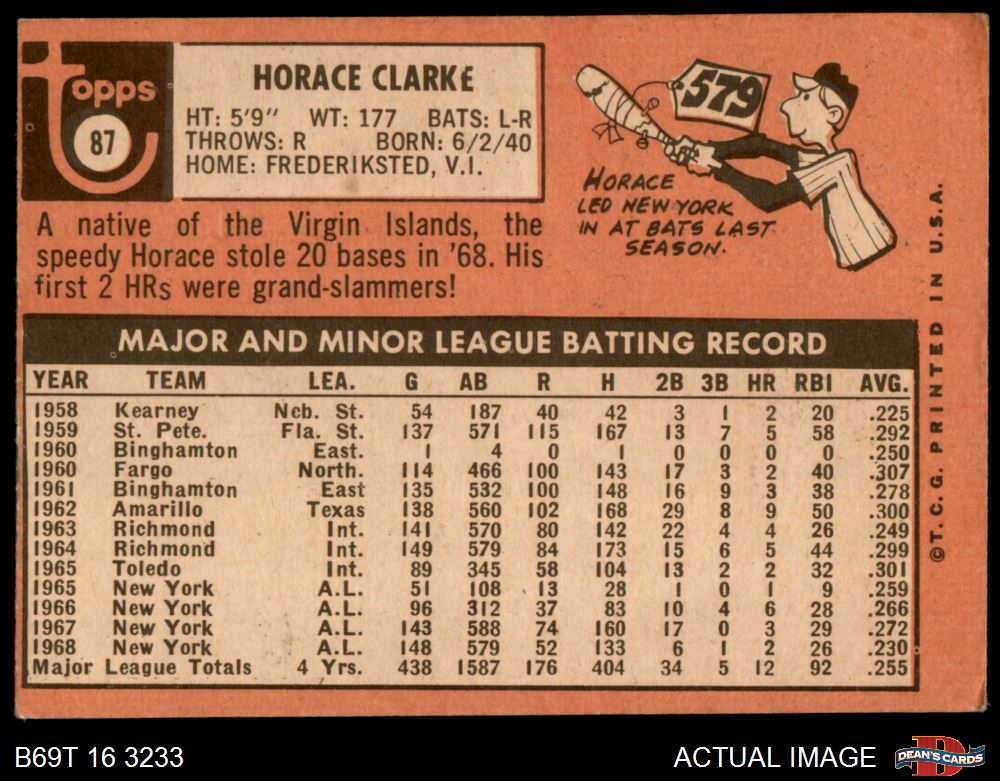 topps
87
HORACE CLARKE
HT: 5'9" WT: 177 BATS: L-R
THROWS: R BORN: 6/2/40
HOME: FREDERIKSTED, V.I.
579
HORACE
LED NEW YORK
IN AT BATS LAST
SEASON.
A native of the Virgin Islands, the
speedy Horace stole 20 bases in '68. His
first 2 HRs were grand-slammers!
MAJOR AND MINOR LEAGUE BATTING RECORD
YEAR TEAM LEA. G AB R H 2B 3B HR RBI AVG.
1958 Kearney Neb. St. 54 187 40 42 3 1 2 20 .225
1959 St. Pete. Fla. St. 137 571 115 167 13 7 5 58 .292
1960 Binghamton East. 1 4 0 1 0 0 0 0 .250
1960 Fargo North. 114 466 100 143 17 3 2 40 .307
1961 Binghamton East 135 532 100 148 16 9 3 38 .278
1962 Amarillo Texas 138 560 102 168 29 8 9 50 .300
1963 Richmond Int. 141 570 80 142 22 4 4 26 .249
1964 Richmond Int. 149 579 84 173 15 6 5 44 .299
1965 Toledo Int. 89 345 58 104 13 2 2 32 .301
1965 New York A.L. 51 108 13 28 1 0 1 9 .259
1966 New York A.L. 96 312 37 83 10 4 6 28 .266
1967 New York A.L. 143 588 74 160 17 0 3 29 .272
1968 New York A.L. 148 579 52 133 6 1 2 26 .230
Major League Totals 4 Yrs. 438 1587 176 404 34 5 12 92 .255
©T. C. G. PRINTED IN U.S.A.
B69T 16 3233
ACTUAL IMAGE
DEAN'S CARDS